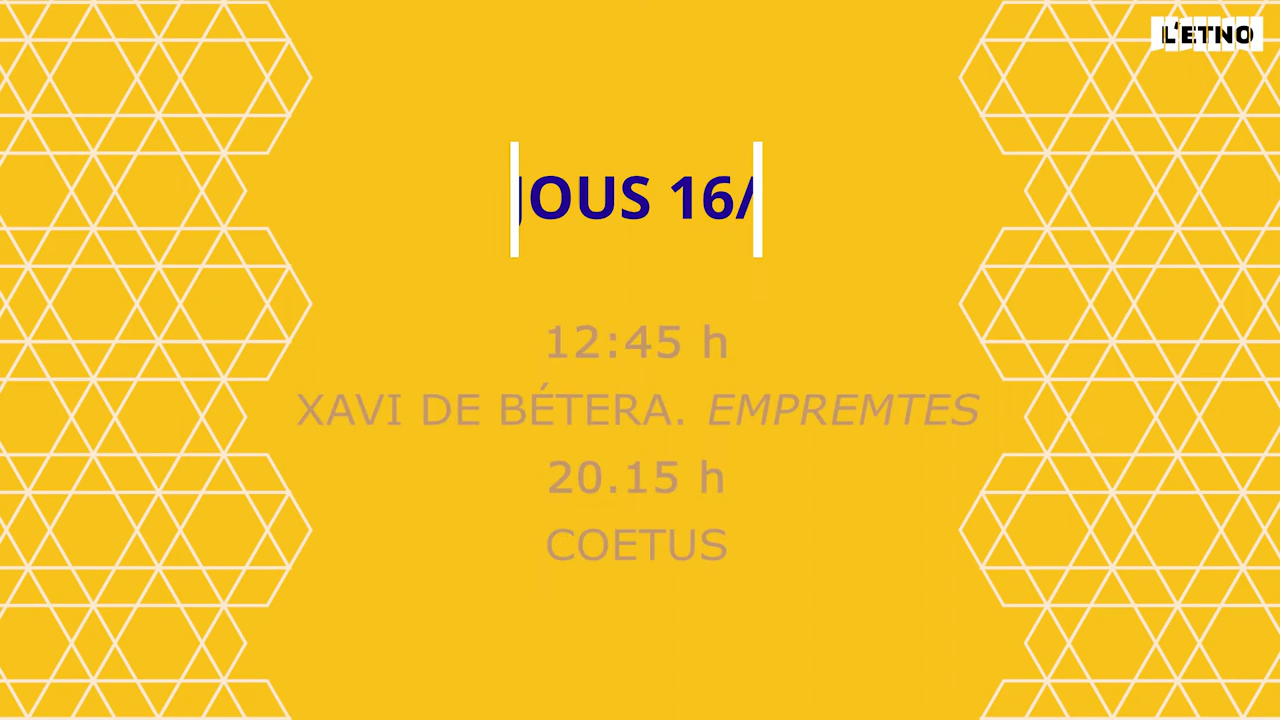 L'ETNO
JOUS 16/
12:45 h
XAVI DE BÉTERA. EMPREMTES
20.15 h
COETUS